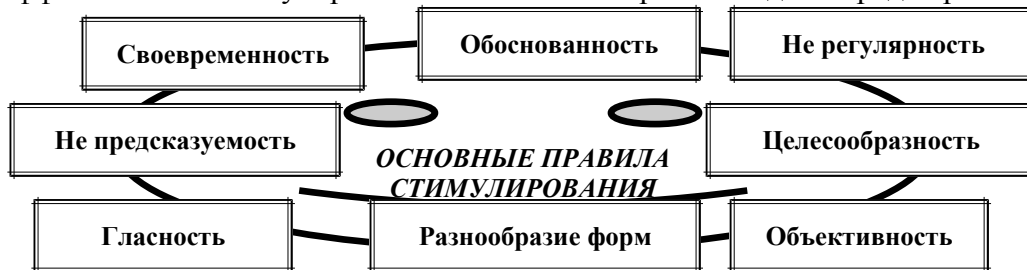 Своевременность
Обоснованность
Не регулярность
Не предсказуемость
Целесообразность
ОСНОВНЫЕ ПРАВИЛА
СТИМУЛИРОВАНИЯ
Гласность
Разнообразие форм
Объективность